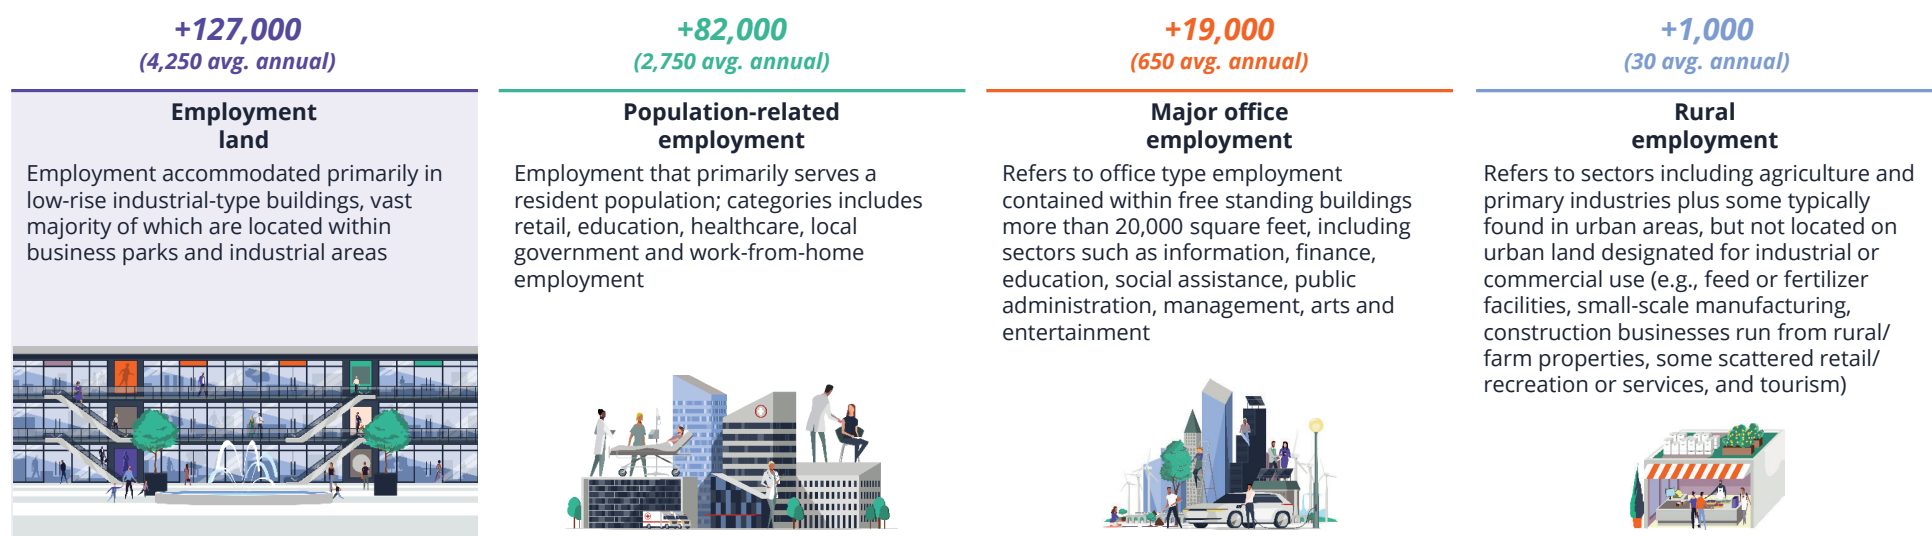 +127,000
(4,250 avg. annual)
Employment
land
Employment accommodated primarily in
low-rise industrial-type buildings, vast
majority of which are located within
business parks and industrial areas
+82,000
(2,750 avg. annual)
Population-related
employment
Employment that primarily serves a
resident population; categories includes
retail, education, healthcare, local
government and work-from-home
employment
+19,000
(650 avg. annual)
Major office
employment
Refers to office type employment
contained within free standing buildings
more than 20,000 square feet, including
sectors such as information, finance,
education, social assistance, public
administration, management, arts and
entertainment
+1,000
(30 avg. annual)
Rural
employment
Refers to sectors including agriculture and
primary industries plus some typically
found in urban areas, but not located on
urban land designated for industrial or
commercial use (e.g., feed or fertilizer
facilities, small-scale manufacturing,
construction businesses run from rural/
farm properties, some scattered retail/
recreation or services, and tourism)